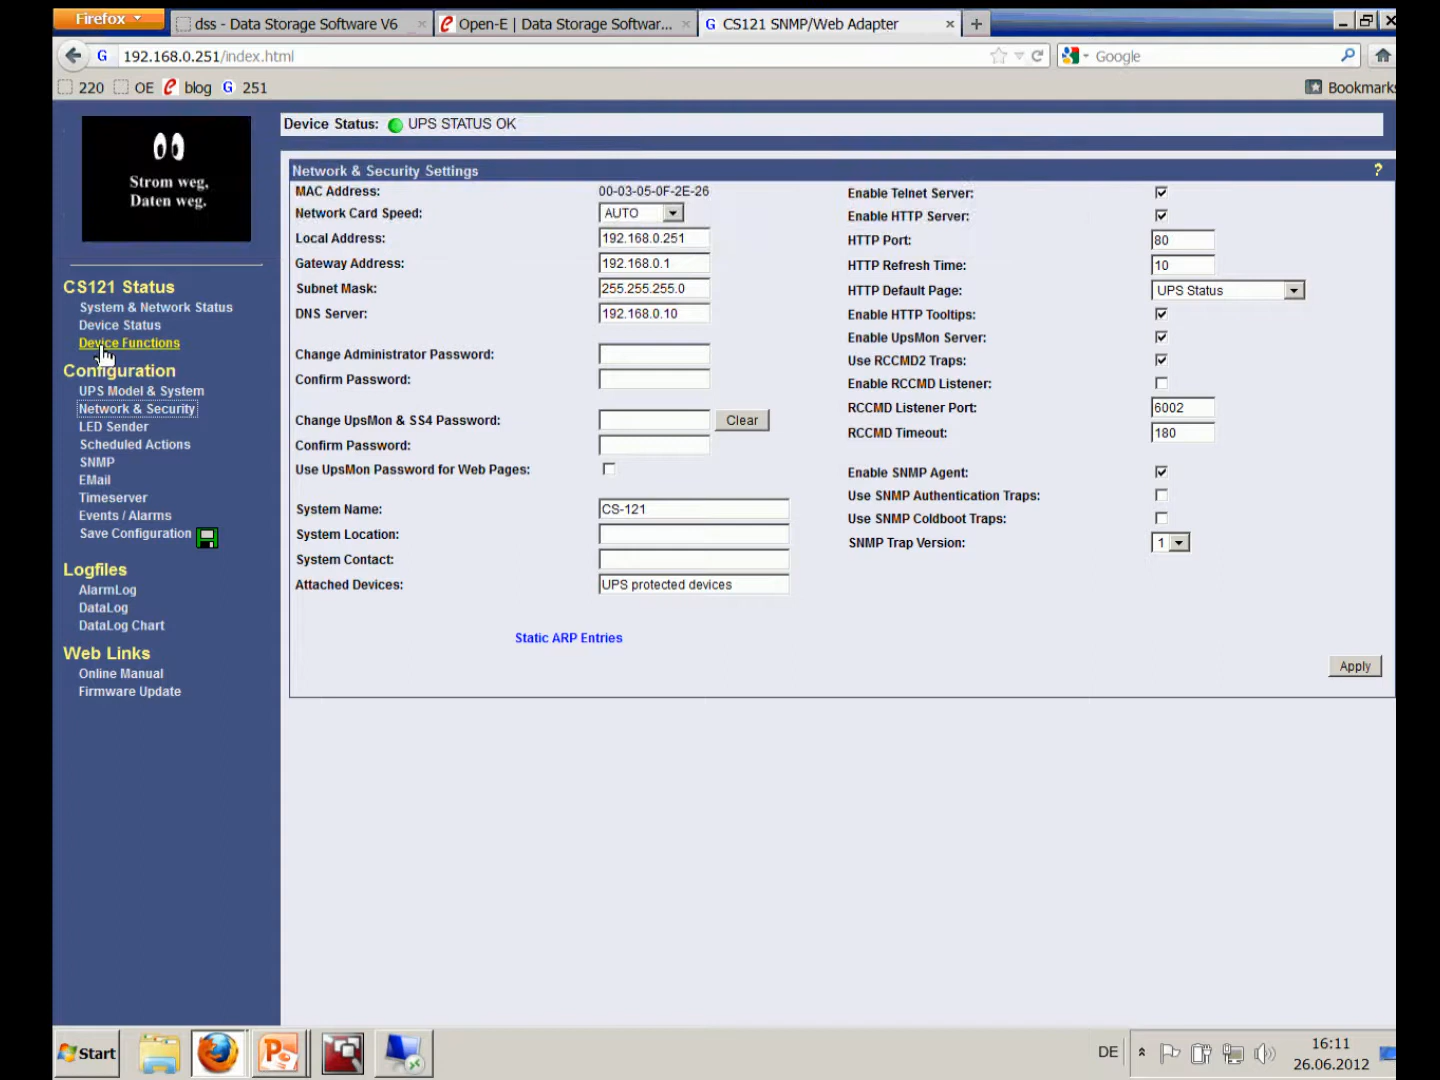 Firefox
dss - Data Storage Software V6
Open-E | Data Storage Softwar...
G CS121 SNMP/Web Adapter
G 192.168.0.251/index.html
Google
220
OE
blog
G 251
Bookmarks
Strom weg,
Daten weg.
Device Status: UPS STATUS OK
CS121 Status
System & Network Status
Device Status
Device Functions
Configuration
UPS Model & System
Network & Security
LED Sender
Scheduled Actions
SNMP
EMail
Timeserver
Events / Alarms
Save Configuration
Logfiles
AlarmLog
DataLog
DataLog Chart
Web Links
Online Manual
Firmware Update
Network & Security Settings ?
MAC Address: 00-03-05-0F-2E-26
Network Card Speed: AUTO
Local Address: 192.168.0.251
Gateway Address: 192.168.0.1
Subnet Mask: 255.255.255.0
DNS Server: 192.168.0.10
Change Administrator Password:
Confirm Password:
Change UpsMon & SS4 Password: Clear
Confirm Password:
Use UpsMon Password for Web Pages:
System Name: CS-121
System Location:
System Contact:
Attached Devices: UPS protected devices
Static ARP Entries
Enable Telnet Server:
Enable HTTP Server:
HTTP Port: 80
HTTP Refresh Time: 10
HTTP Default Page: UPS Status
Enable HTTP Tooltips:
Enable UpsMon Server:
Use RCCMD2 Traps:
Enable RCCMD Listener:
RCCMD Listener Port: 6002
RCCMD Timeout: 180
Enable SNMP Agent:
Use SNMP Authentication Traps:
Use SNMP Coldboot Traps:
SNMP Trap Version: 1
Apply
Start
DE
16:11
26.06.2012